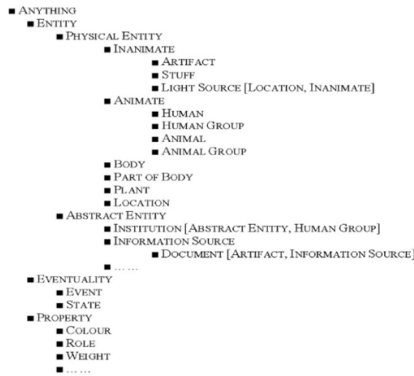 ANYTHING
ENTITY
PHYSICAL ENTITY
INANIMATE
ARTIFACT
STUFF
LIGHT SOURCE [LOCATION, INANIMATE]
ANIMATE
HUMAN
HUMAN GROUP
ANIMAL
ANIMAL GROUP
BODY
PART OF BODY
PLANT
LOCATION
ABSTRACT ENTITY
INSTITUTION [ABSTRACT ENTITY, HUMAN GROUP]
INFORMATION SOURCE
DOCUMENT [ARTIFACT, INFORMATION SOURCE]
... ...
EVENTUALITY
EVENT
STATE
PROPERTY
COLOUR
ROLE
WEIGHT
... ...